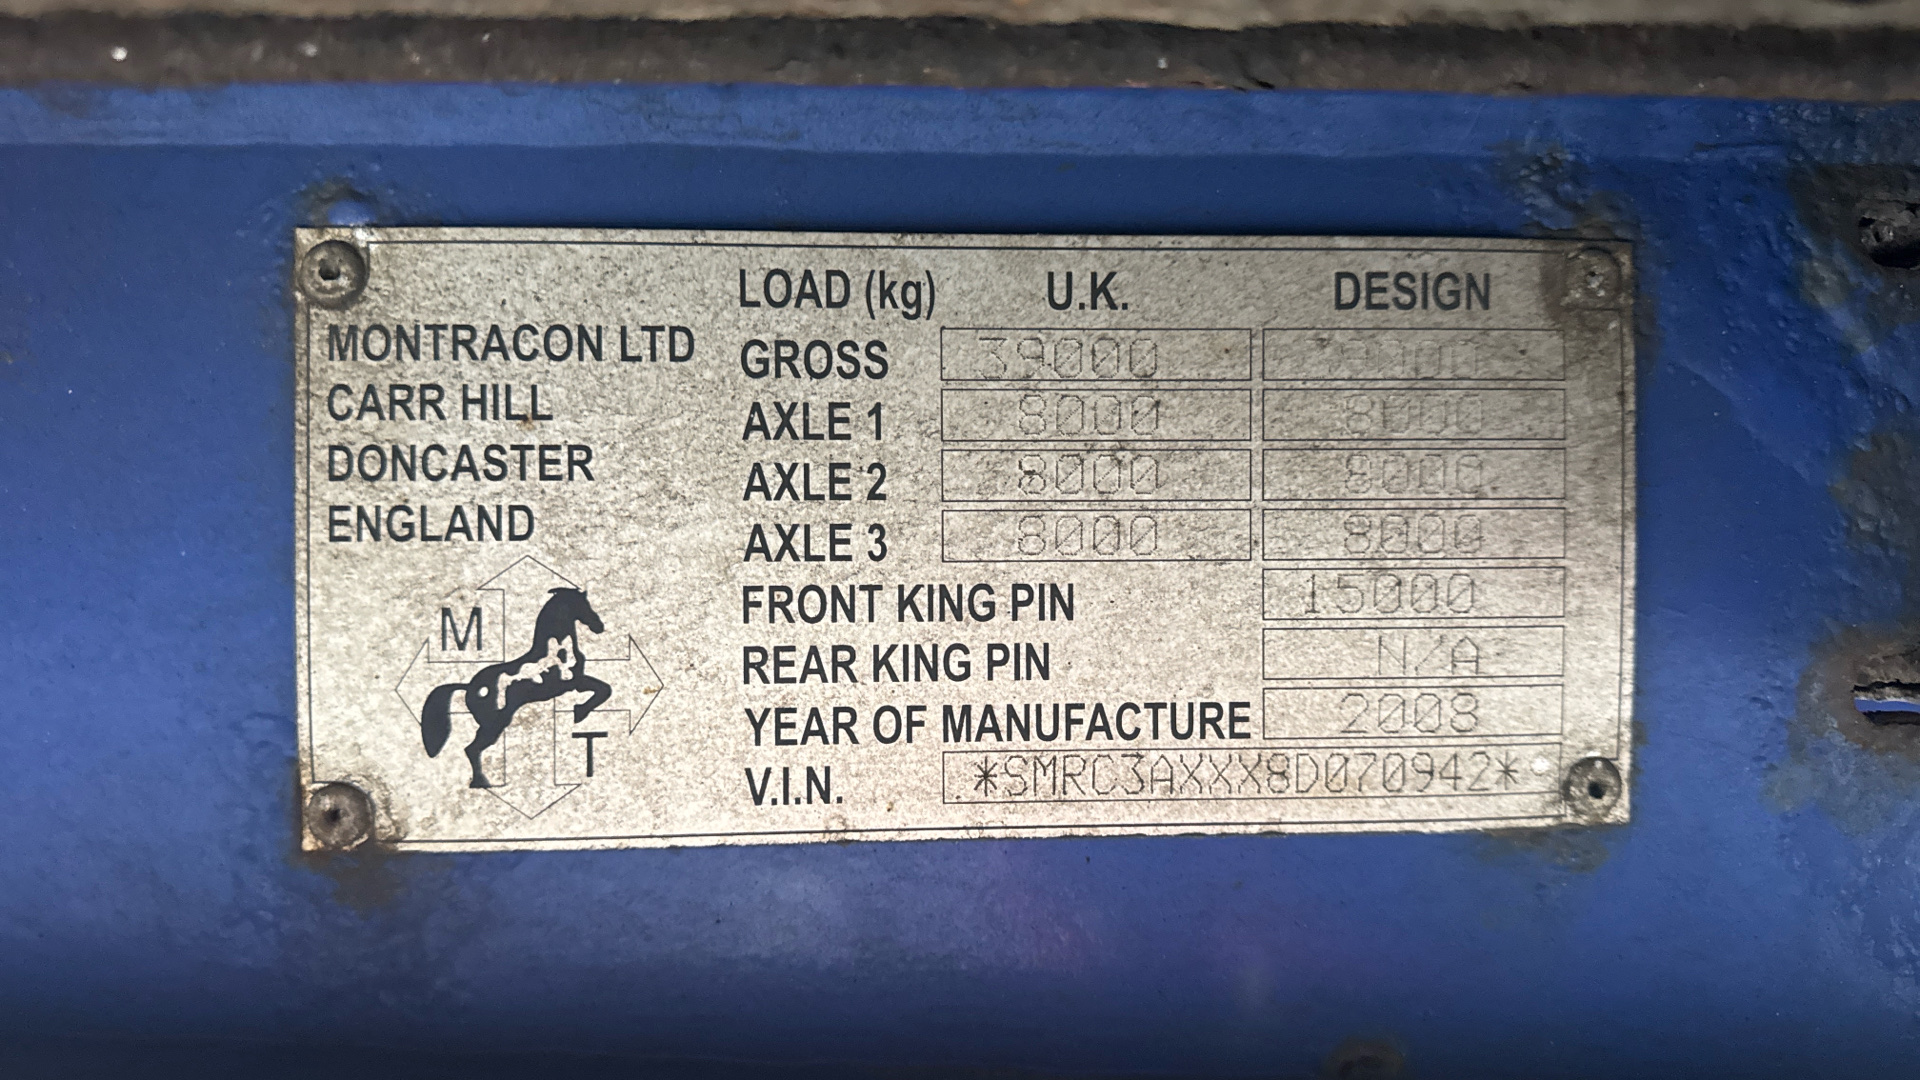 LOAD (kg) U.K. DESIGN
MONTRACON LTD
CARR HILL
DONCASTER
ENGLAND
M
T
GROSS 39000
AXLE 1 8000 8000
AXLE 2 8000 8000
AXLE 3 8000 8000
FRONT KING PIN 15000
REAR KING PIN N/A
YEAR OF MANUFACTURE 2008
V.I.N. *SMRC3AXXX8D070942*